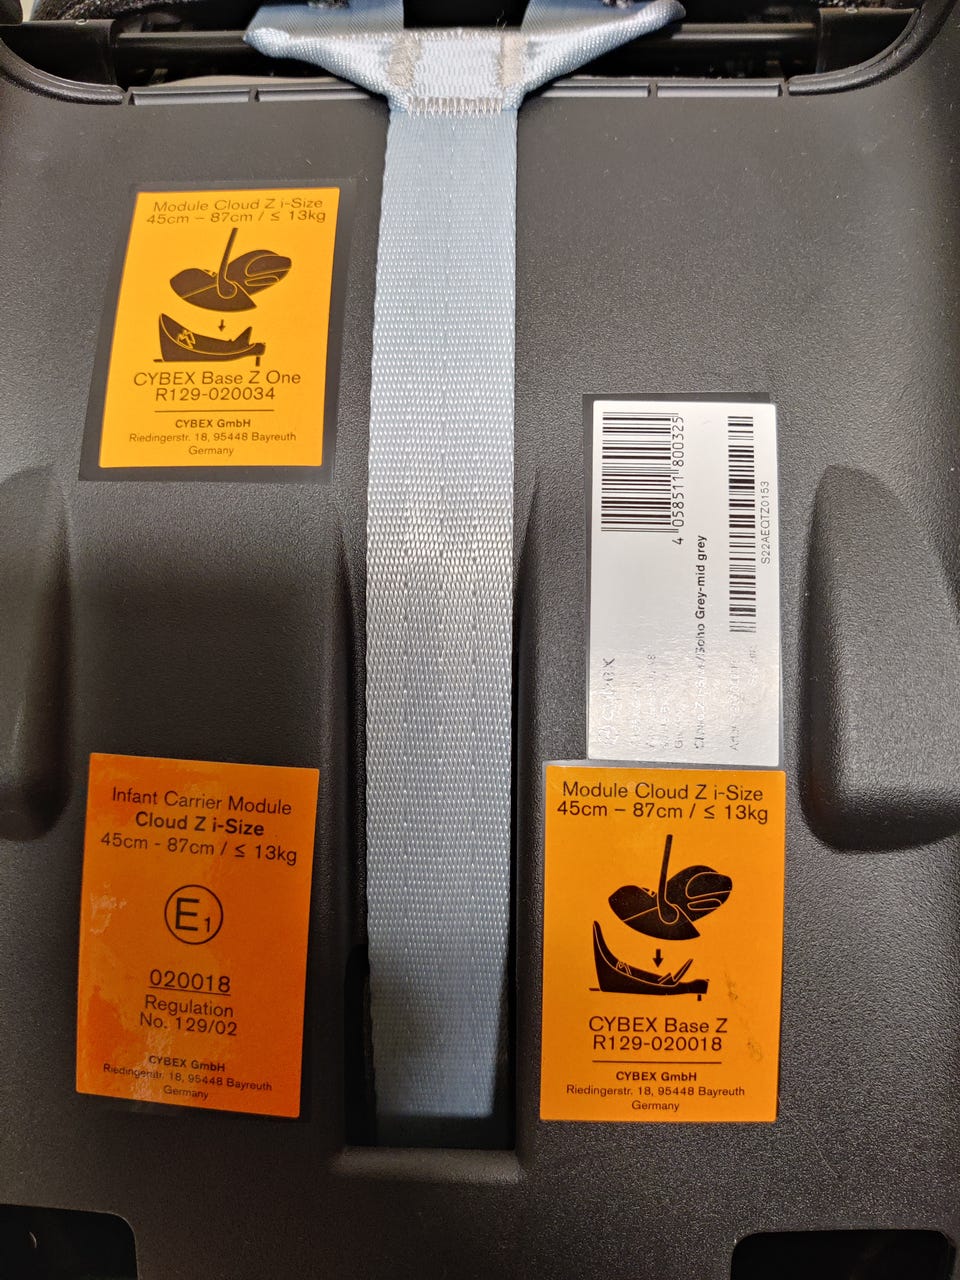 Module Cloud Z i-Size
45cm – 87cm / ≤ 13kg
CYBEX Base Z One
R129-020034
CYBEX GmbH
Riedingerstr. 18, 95448 Bayreuth
Germany
4 058511 800325
Soho Grey-mid grey
S22AEQTZ0153
Infant Carrier Module
Cloud Z i-Size
45cm - 87cm / ≤ 13kg
E1
020018
Regulation
No. 129/02
CYBEX GmbH
Riedingerstr. 18, 95448 Bayreuth
Germany
Module Cloud Z i-Size
45cm – 87cm / ≤ 13kg
CYBEX Base Z
R129-020018
CYBEX GmbH
Riedingerstr. 18, 95448 Bayreuth
Germany